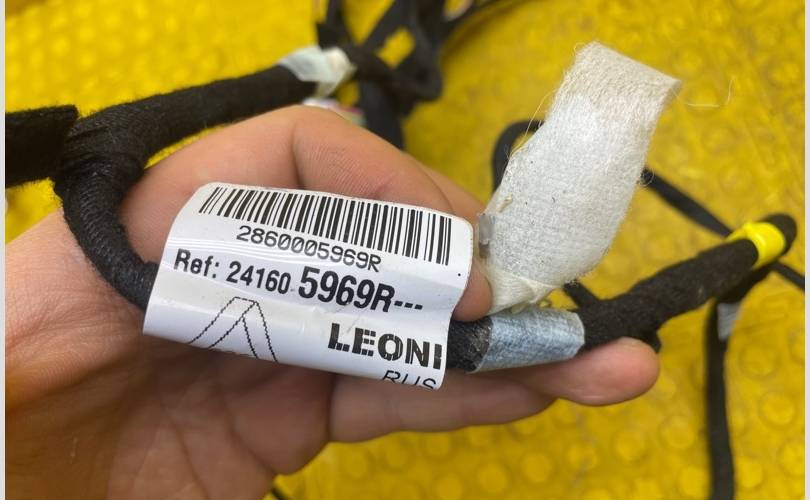 2860005969R
Ref: 24160 5969R---
LEONI
RUS